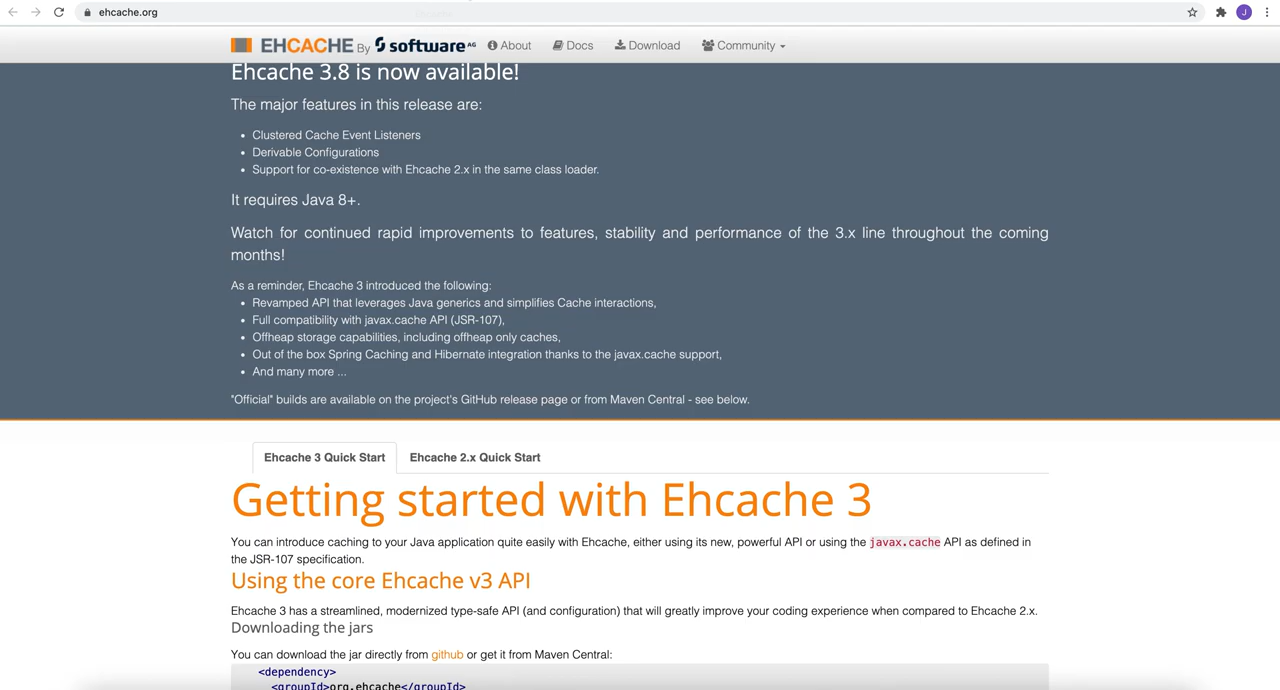 ehcache.org
J
EHCACHE By software AG About Docs Download Community
Ehcache 3.8 is now available!
The major features in this release are:
• Clustered Cache Event Listeners
• Derivable Configurations
• Support for co-existence with Ehcache 2.x in the same class loader.
It requires Java 8+.
Watch for continued rapid improvements to features, stability and performance of the 3.x line throughout the coming
months!
As a reminder, Ehcache 3 introduced the following:
• Revamped API that leverages Java generics and simplifies Cache interactions,
• Full compatibility with javax.cache API (JSR-107),
• Offheap storage capabilities, including offheap only caches,
• Out of the box Spring Caching and Hibernate integration thanks to the javax.cache support,
• And many more ...
"Official" builds are available on the project's GitHub release page or from Maven Central - see below.
Ehcache 3 Quick Start Ehcache 2.x Quick Start
Getting started with Ehcache 3
You can introduce caching to your Java application quite easily with Ehcache, either using its new, powerful API or using the javax.cache API as defined in
the JSR-107 specification.
Using the core Ehcache v3 API
Ehcache 3 has a streamlined, modernized type-safe API (and configuration) that will greatly improve your coding experience when compared to Ehcache 2.x.
Downloading the jars
You can download the jar directly from github or get it from Maven Central:
<dependency>
<groupId>org.ehcache</groupId>